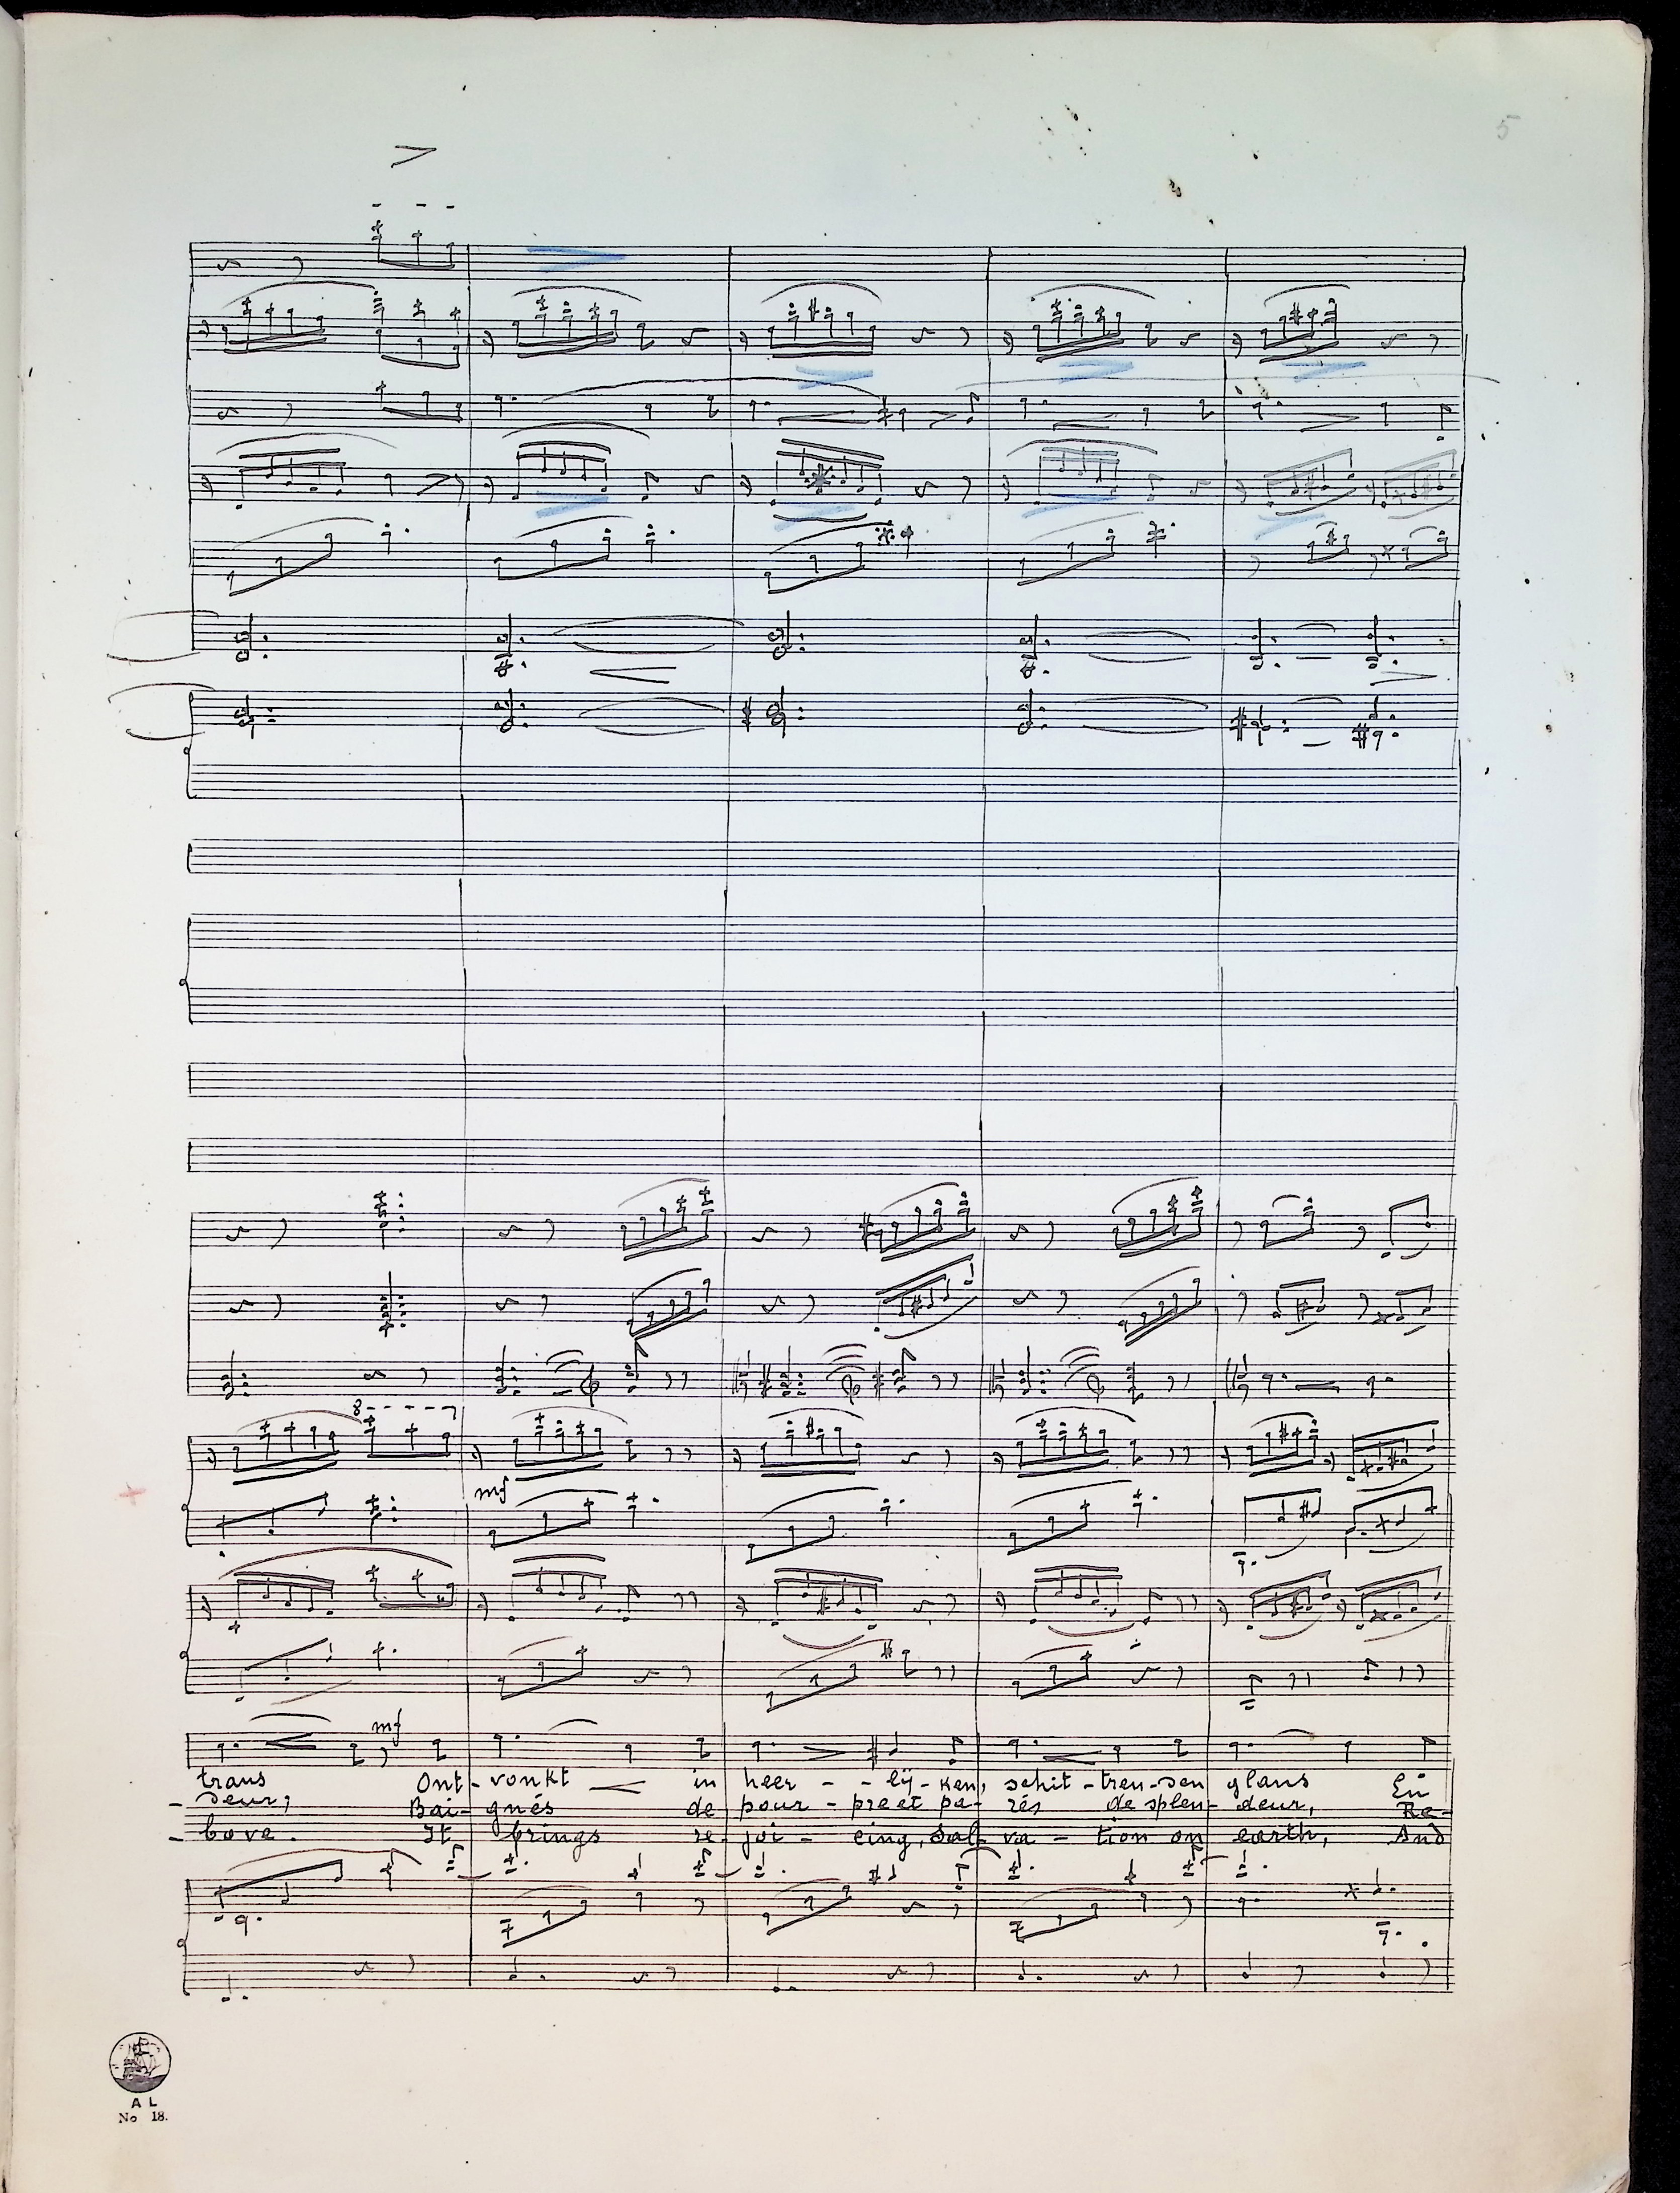 5
8
mf
mf
trans Ont - vonkt in heer - - lij - ken, schit - tren - den glans En
- deur, Bai - gnés de pour - pre et pa - rés de splen - deur, Re -
- bove. It brings re - joi - cing, Sal - va - tion on earth, And
A L
No 18.